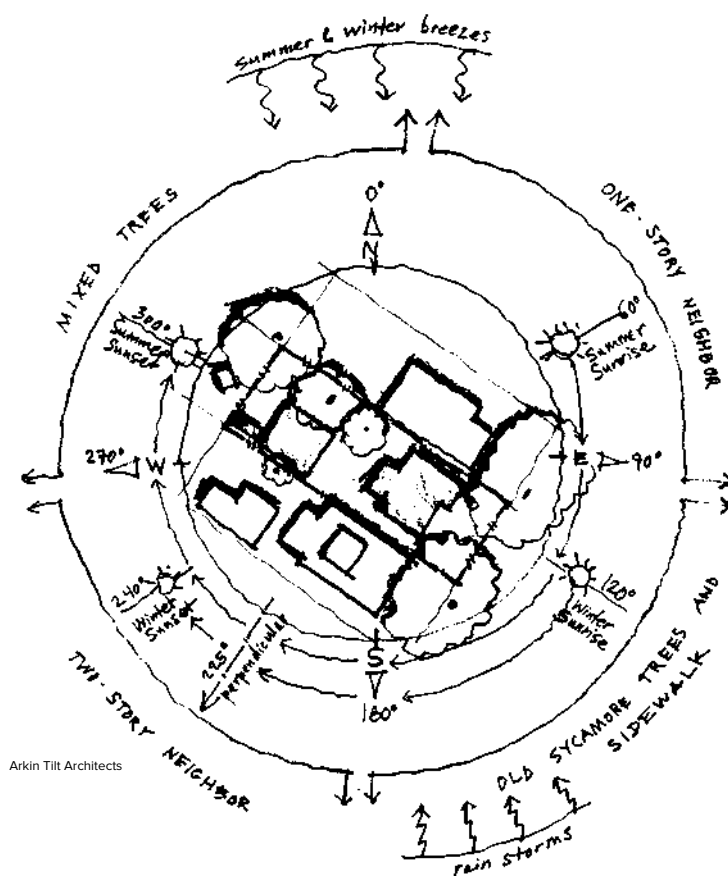 Summer & winter breezes
MIXED TREES
ONE-STORY NEIGHBOR
0°
N
300°
Summer
Sunset
60°
Summer
Sunrise
270°
W
E
90°
240°
Winter
Sunset
120°
Winter
Sunrise
225°
perpendicular
S
180°
TWO-STORY NEIGHBOR
OLD SYCAMORE TREES AND
SIDEWALK
rain storms
Arkin Tilt Architects